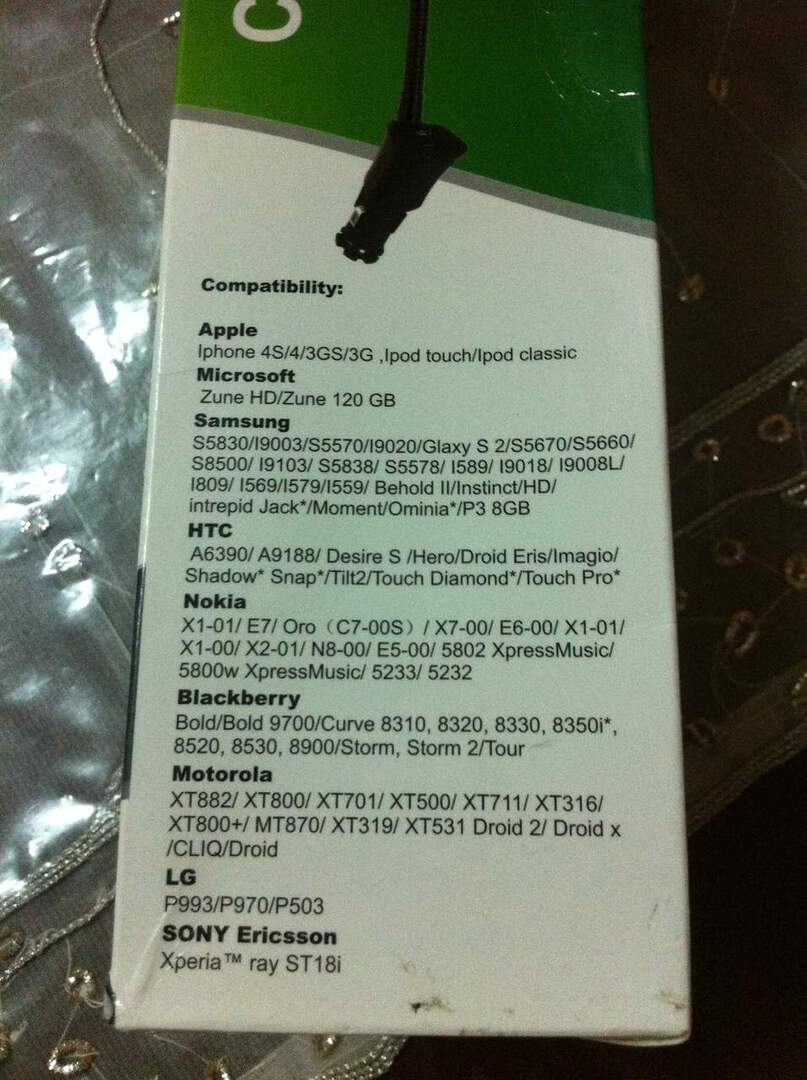 C
Compatibility:
Apple
Iphone 4S/4/3GS/3G ,Ipod touch/Ipod classic
Microsoft
Zune HD/Zune 120 GB
Samsung
S5830/I9003/S5570/I9020/Glaxy S 2/S5670/S5660/
S8500/ I9103/ S5838/ S5578/ I589/ I9018/ I9008L/
I809/ I569/I579/I559/ Behold II/Instinct/HD/
intrepid Jack*/Moment/Ominia*/P3 8GB
HTC
A6390/ A9188/ Desire S /Hero/Droid Eris/Imagio/
Shadow* Snap*/Tilt2/Touch Diamond*/Touch Pro*
Nokia
X1-01/ E7/ Oro（C7-00S）/ X7-00/ E6-00/ X1-01/
X1-00/ X2-01/ N8-00/ E5-00/ 5802 XpressMusic/
5800w XpressMusic/ 5233/ 5232
Blackberry
Bold/Bold 9700/Curve 8310, 8320, 8330, 8350i*,
8520, 8530, 8900/Storm, Storm 2/Tour
Motorola
XT882/ XT800/ XT701/ XT500/ XT711/ XT316/
XT800+/ MT870/ XT319/ XT531 Droid 2/ Droid x
/CLIQ/Droid
LG
P993/P970/P503
SONY Ericsson
Xperia™ ray ST18i